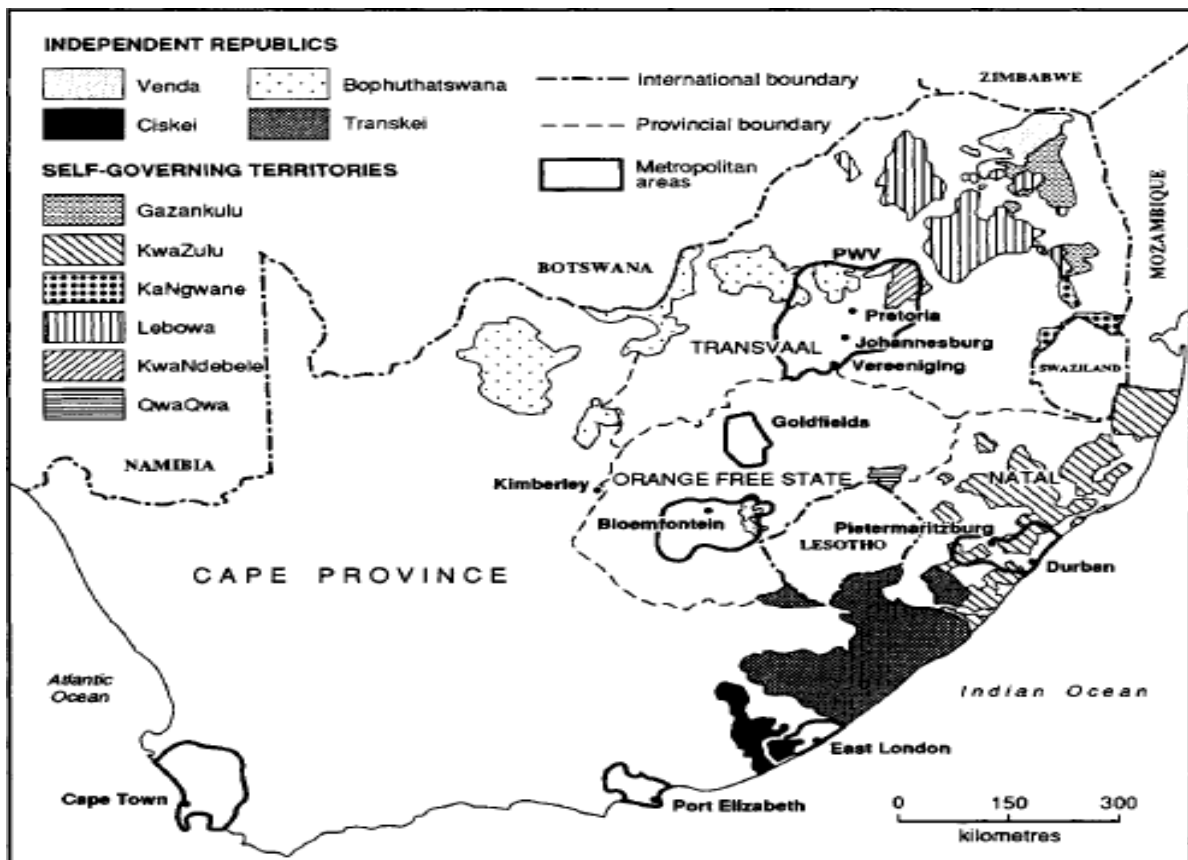 INDEPENDENT REPUBLICS
Venda
Bophuthatswana
Ciskei
Transkei
International boundary
Provincial boundary
Metropolitan
areas
SELF-GOVERNING TERRITORIES
Gazankulu
KwaZulu
KaNgwane
Lebowa
KwaNdebele
QwaQwa
ZIMBABWE
MOZAMBIQUE
BOTSWANA
PWV
Pretoria
Johannesburg
TRANSVAAL
Vereeniging
SWAZILAND
NAMIBIA
Goldfields
Kimberley
ORANGE FREE STATE
NATAL
Bloemfontein
Pietermaritzburg
LESOTHO
Durban
CAPE PROVINCE
Atlantic
Ocean
Indian Ocean
East London
Cape Town
Port Elizabeth
0 150 300
kilometres